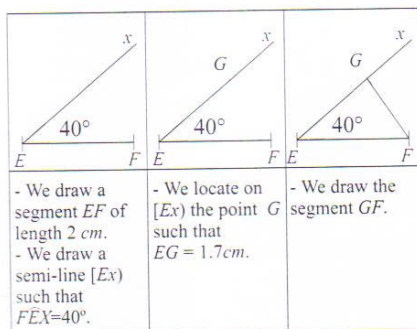 x
40°
E
F
G
x
40°
E
F
G
x
40°
E
F
- We draw a
segment EF of
length 2 cm.
- We draw a
semi-line [Ex)
such that
FÊX=40º.
- We locate on
[Ex) the point G
such that
EG = 1.7cm.
- We draw the
segment GF.